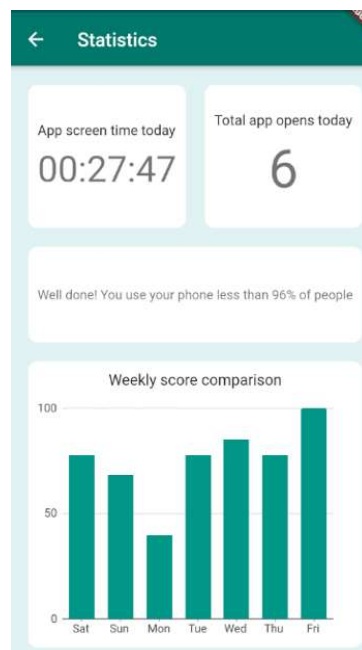 Statistics
App screen time today
00:27:47
Total app opens today
6
Well done! You use your phone less than 96% of people
Weekly score comparison
100
50
0
Sat Sun Mon Tue Wed Thu Fri